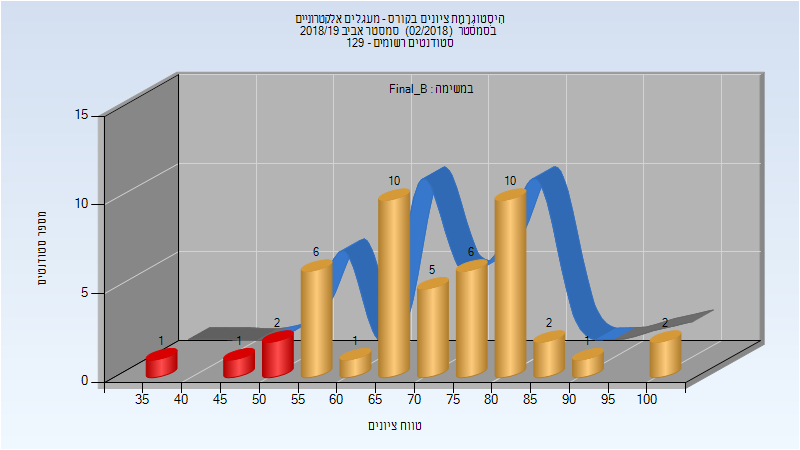 היסטוגרמת ציונים בקורס - מעגלים אלקטרוניים
בסמסטר (02/2018) סמסטר אביב 2018/19
סטודנטים רשומים - 129
במשימה : Final_B
מספר סטודנטים
15
10
5
0
1
1
2
6
1
10
5
6
10
2
1
2
35 40 45 50 55 60 65 70 75 80 85 90 95 100
טווח ציונים